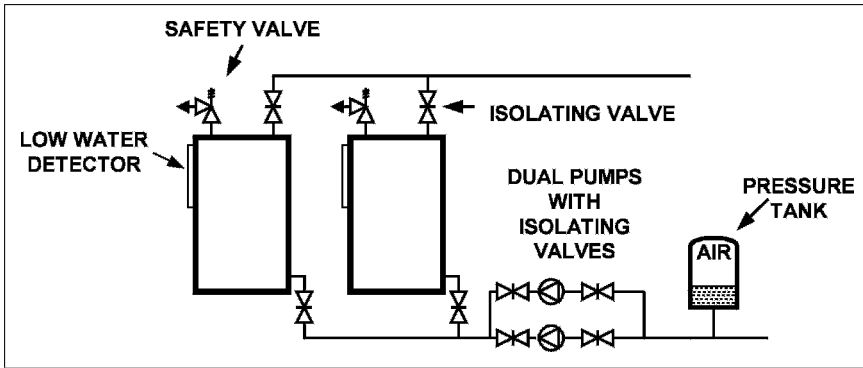 SAFETY VALVE
ISOLATING VALVE
LOW WATER
DETECTOR
DUAL PUMPS
WITH
ISOLATING
VALVES
PRESSURE
TANK
AIR